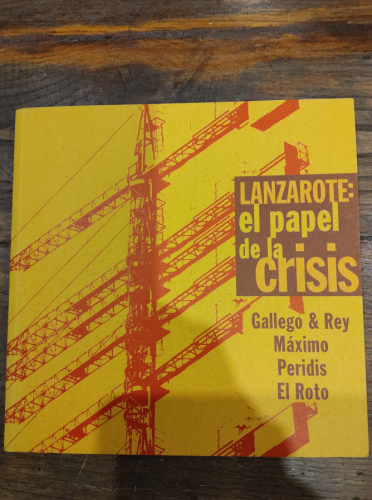 LANZAROTE:
el papel
de la
crisis
Gallego & Rey
Máximo
Peridis
El Roto